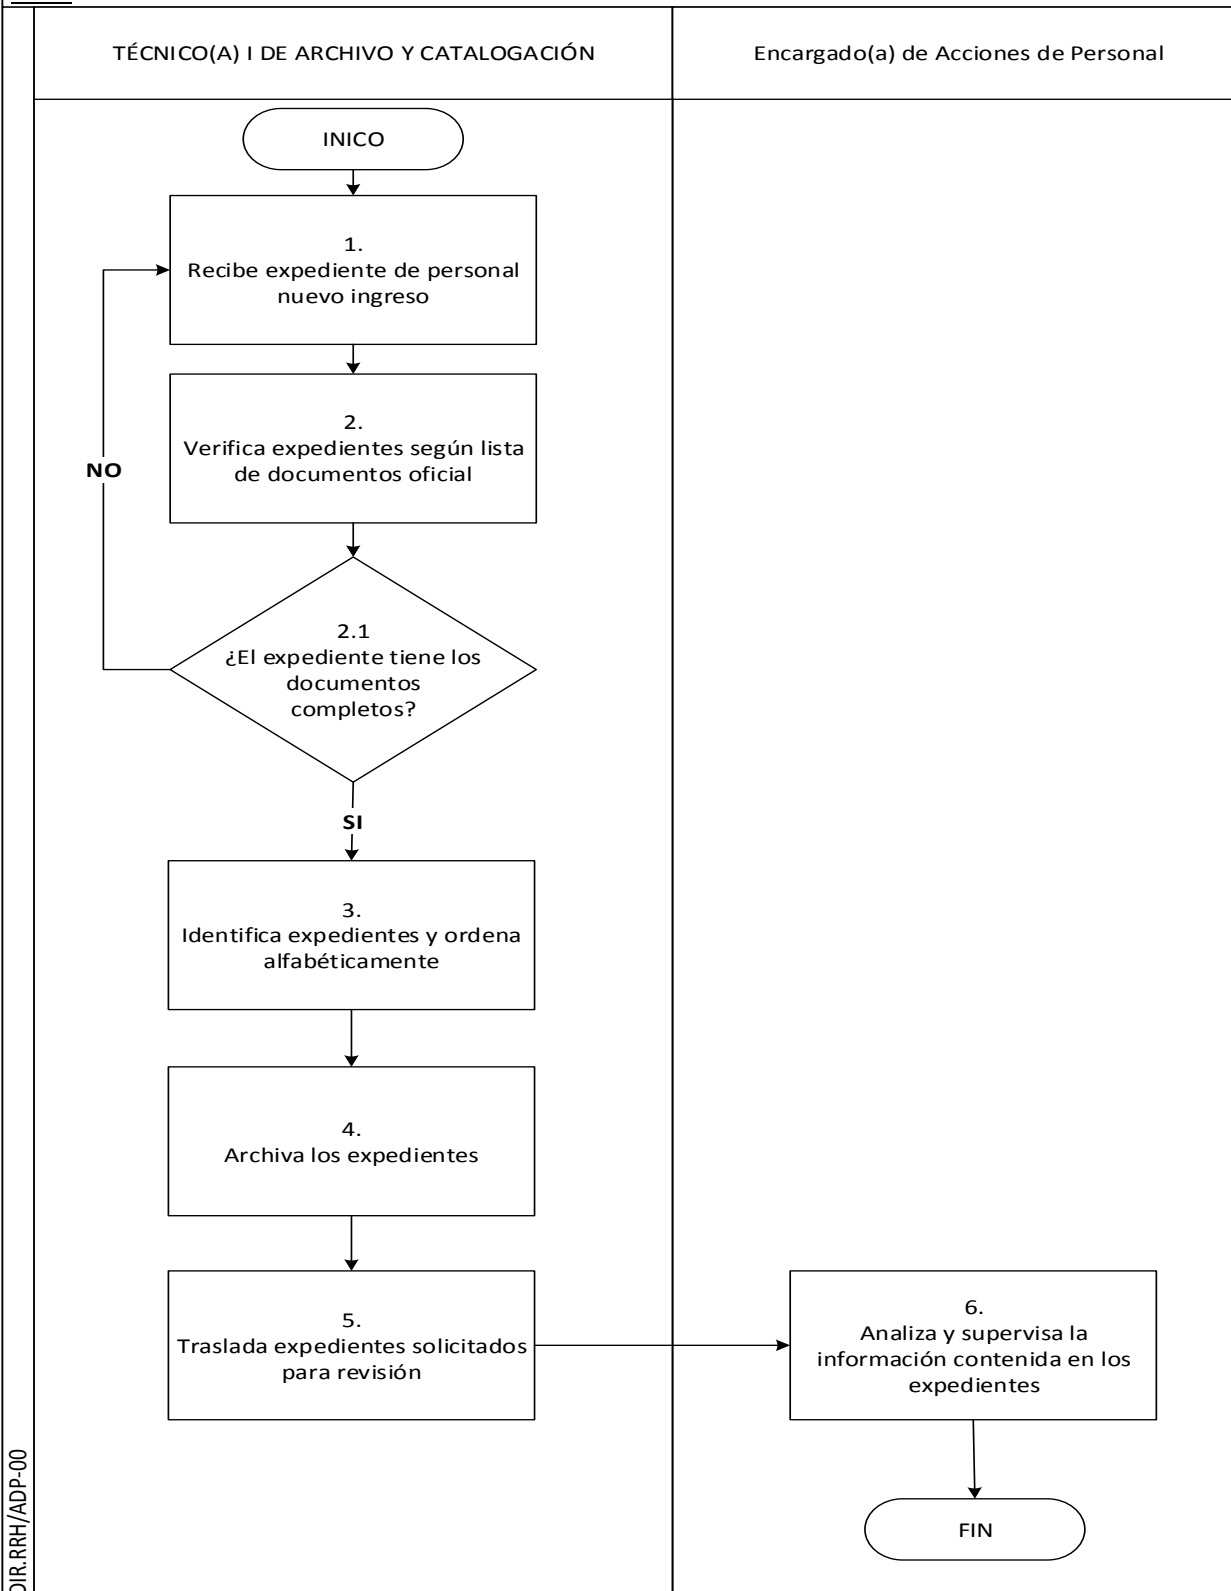 TÉCNICO(A) I DE ARCHIVO Y CATALOGACIÓN
Encargado(a) de Acciones de Personal
INICO
1.
Recibe expediente de personal
nuevo ingreso
2.
Verifica expedientes según lista
de documentos oficial
NO
2.1
¿El expediente tiene los
documentos
completos?
SI
3.
Identifica expedientes y ordena
alfabéticamente
4.
Archiva los expedientes
5.
Traslada expedientes solicitados
para revisión
6.
Analiza y supervisa la
información contenida en los
expedientes
FIN
DIR.RRH/ADP-00